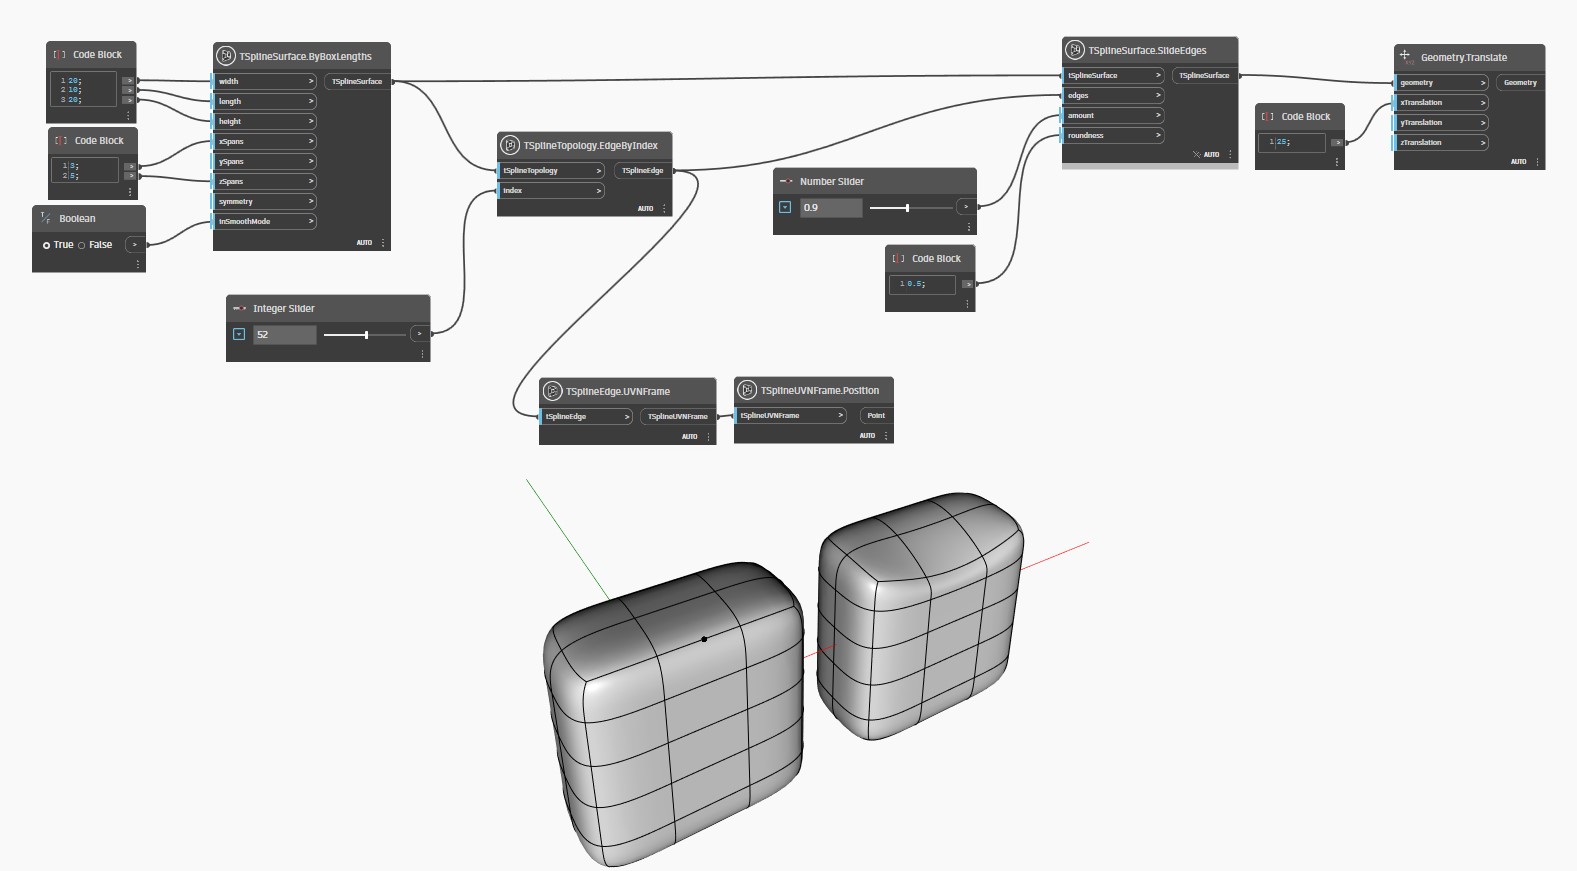 Code Block
1 20;
2 10;
3 20;
>
>
>
Code Block
1 3;
2 5;
>
>
Boolean
True False >
TSplineSurface.ByBoxLengths
width > TSplineSurface
length >
height >
xSpans >
ySpans >
zSpans >
symmetry >
inSmoothMode >
AUTO
Integer Slider
52 >
TSplineTopology.EdgeByIndex
tSplineTopology > TSplineEdge
index >
AUTO
TSplineEdge.UVNFrame
tSplineEdge > TSplineUVNFrame
AUTO
TSplineUVNFrame.Position
tSplineUVNFrame > Point
AUTO
Number Slider
0.9 >
Code Block
1 0.5; >
TSplineSurface.SlideEdges
tSplineSurface > TSplineSurface
edges >
amount >
roundness >
AUTO
Code Block
1 25; >
Geometry.Translate
geometry > Geometry
xTranslation >
yTranslation >
zTranslation >
AUTO